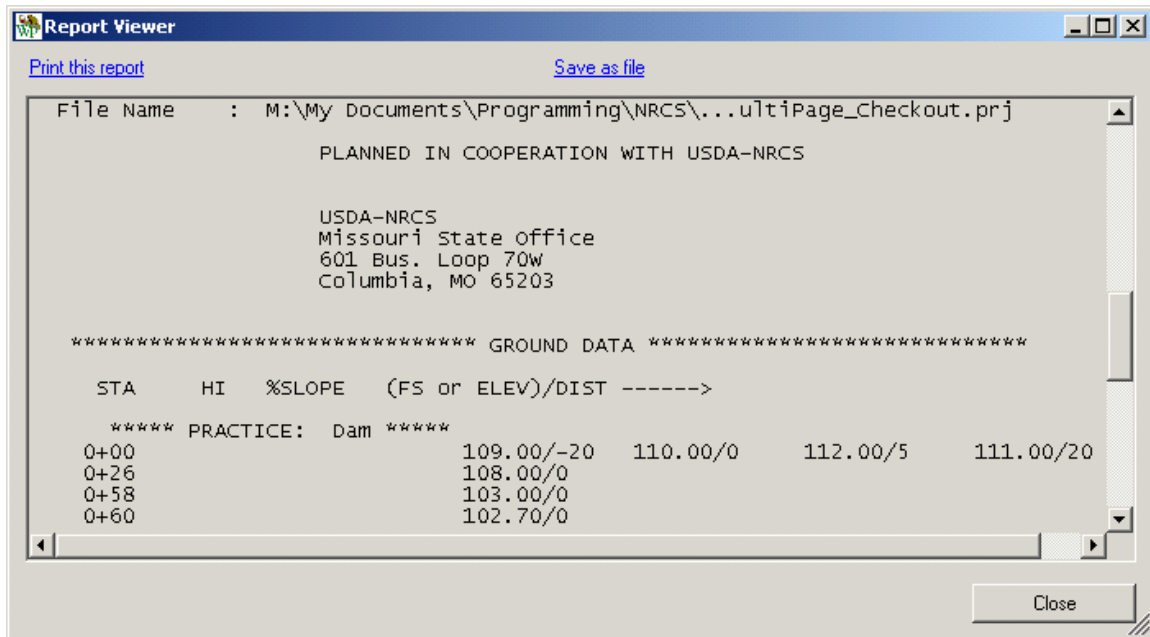 WP Report Viewer
Print this report Save as file
File Name : M:\My Documents\Programming\NRCS\...ultiPage_Checkout.prj
PLANNED IN COOPERATION WITH USDA-NRCS
USDA-NRCS
Missouri State Office
601 Bus. Loop 70W
Columbia, MO 65203
******************************* GROUND DATA *****************************
STA HI %SLOPE (FS or ELEV)/DIST ------>
***** PRACTICE: Dam *****
0+00 109.00/-20 110.00/0 112.00/5 111.00/20
0+26 108.00/0
0+58 103.00/0
0+60 102.70/0
Close